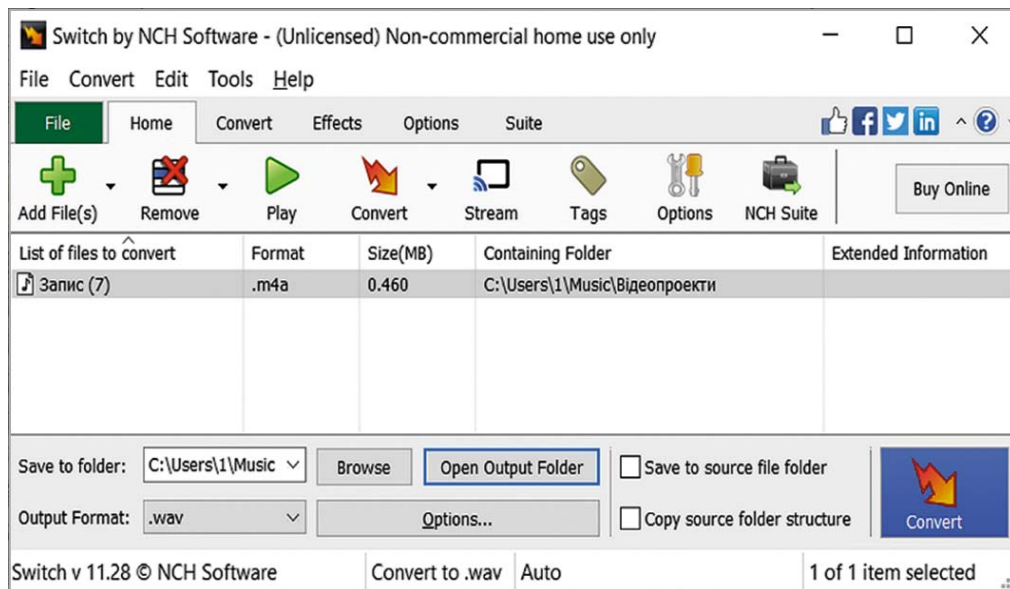 Switch by NCH Software - (Unlicensed) Non-commercial home use only
File Convert Edit Tools Help
File Home Convert Effects Options Suite
Add File(s) Remove Play Convert Stream Tags Options NCH Suite Buy Online
List of files to convert Format Size(MB) Containing Folder Extended Information
Запис (7) .m4a 0.460 C:\Users\1\Music\Відеопроекти
Save to folder: C:\Users\1\Music Browse Open Output Folder Save to source file folder
Output Format: .wav Options... Copy source folder structure Convert
Switch v 11.28 © NCH Software Convert to .wav Auto 1 of 1 item selected